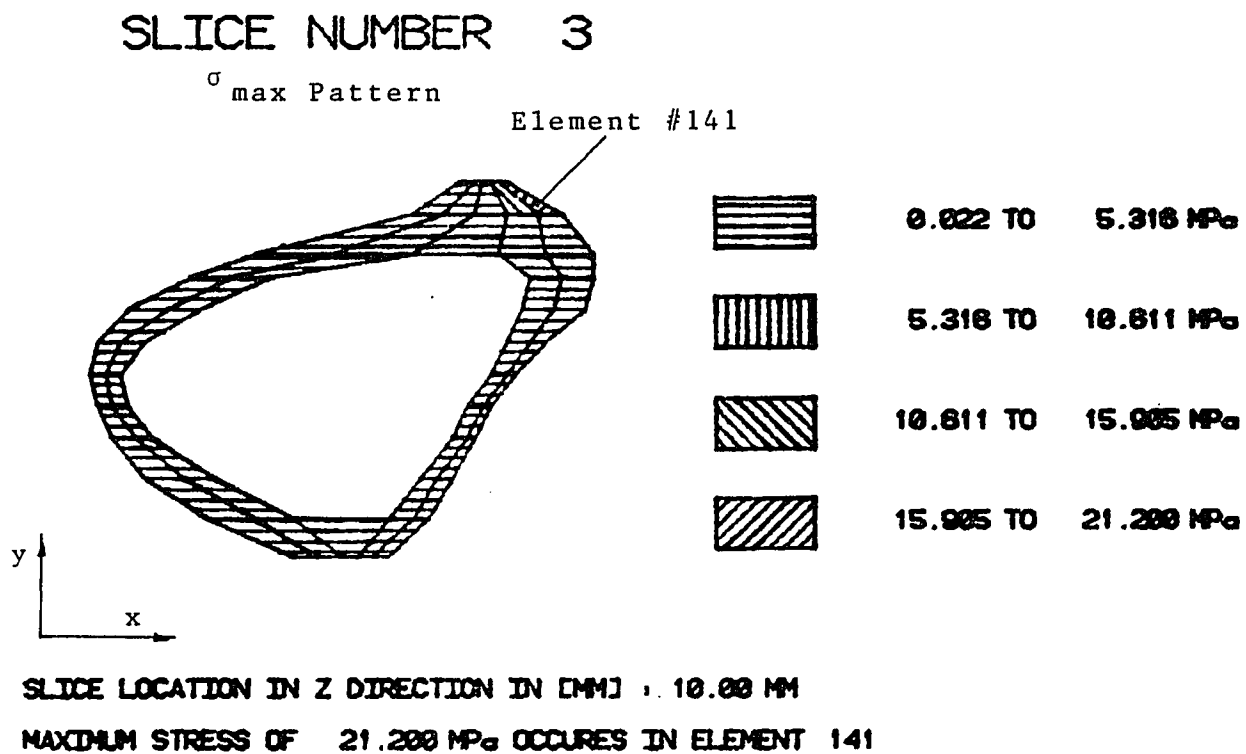 SLICE NUMBER 3
σmax Pattern
Element #141
0.022 TO 5.316 MPa
5.316 TO 10.611 MPa
10.611 TO 15.905 MPa
15.905 TO 21.200 MPa
y
x
SLICE LOCATION IN Z DIRECTION IN [MM] : 10.00 MM
MAXIMUM STRESS OF 21.200 MPa OCCURES IN ELEMENT 141